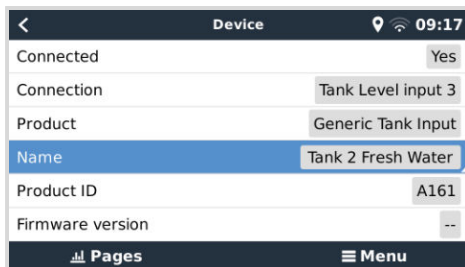 Device 09:17
Connected Yes
Connection Tank Level input 3
Product Generic Tank Input
Name Tank 2 Fresh Water
Product ID A161
Firmware version --
Pages Menu